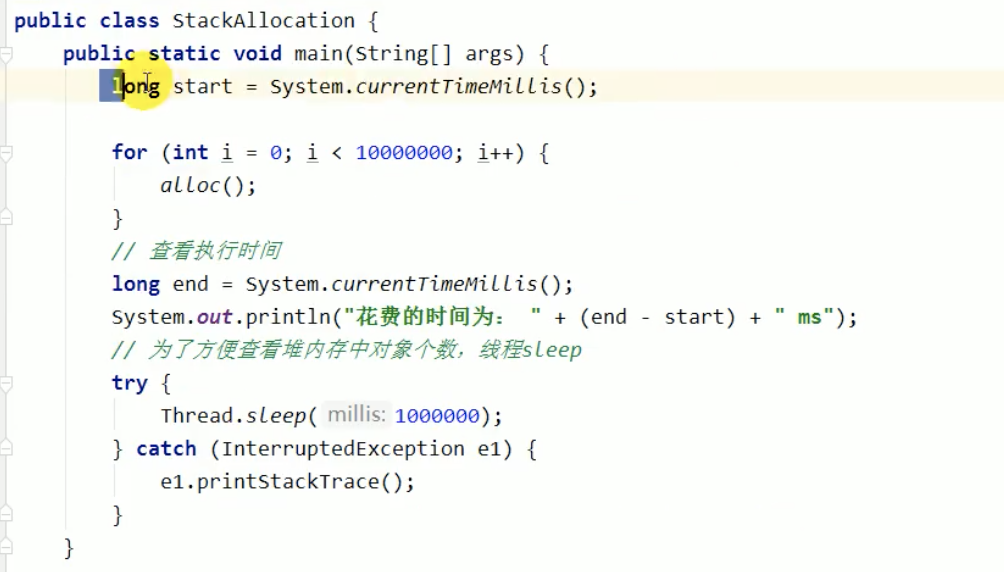 public class StackAllocation {
public static void main(String[] args) {
long start = System.currentTimeMillis();
for (int i = 0; i < 10000000; i++) {
alloc();
}
// 查看执行时间
long end = System.currentTimeMillis();
System.out.println("花费的时间为： " + (end - start) + " ms");
// 为了方便查看堆内存中对象个数，线程sleep
try {
Thread.sleep( millis: 1000000);
} catch (InterruptedException e1) {
e1.printStackTrace();
}
}